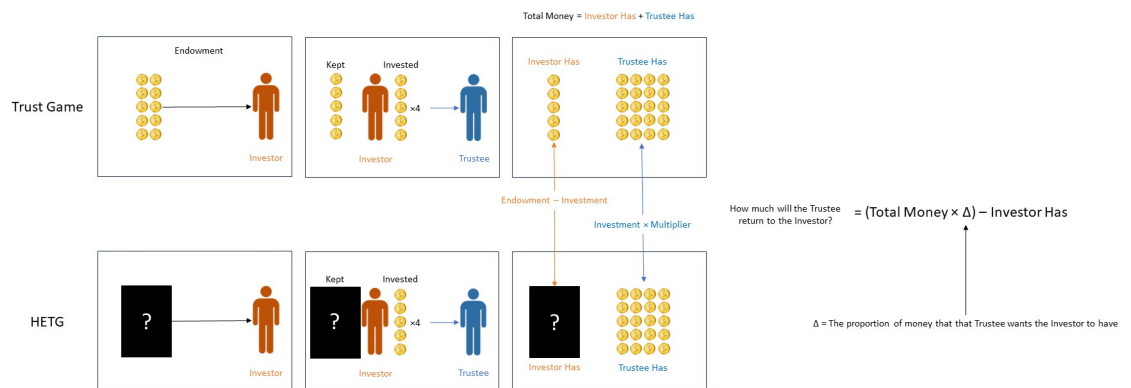 Total Money = Investor Has + Trustee Has
Trust Game
Endowment
Investor
Kept
Invested
×4
Investor
Trustee
Investor Has
Trustee Has
Endowment – Investment
Investment × Multiplier
How much will the Trustee
return to the Investor?
= (Total Money × Δ) – Investor Has
Δ = The proportion of money that that Trustee wants the Investor to have
HETG
?
Investor
Kept
Invested
?
×4
Investor
Trustee
?
Investor Has
Trustee Has